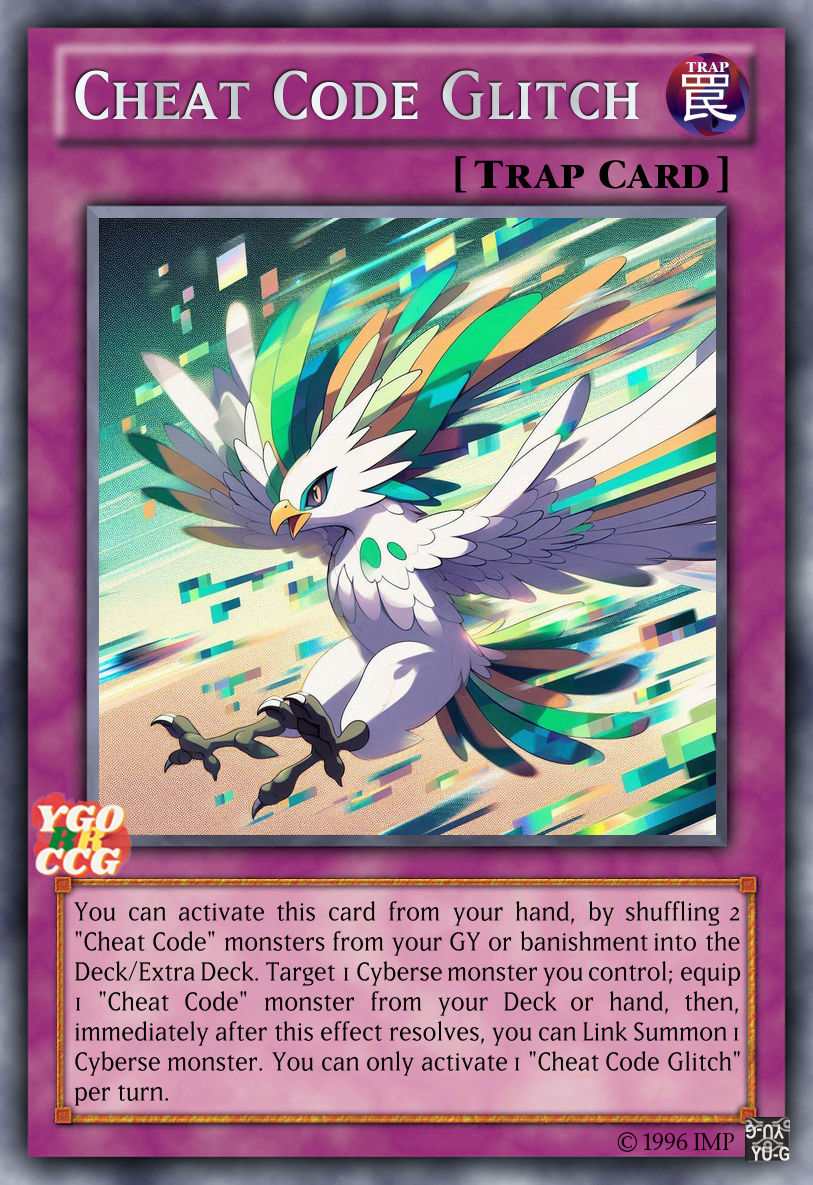 Cheat Code Glitch
TRAP
罠
[Trap Card]
YGO
BR
CCG
You can activate this card from your hand, by shuffling 2
"Cheat Code" monsters from your GY or banishment into the
Deck/Extra Deck. Target 1 Cyberse monster you control; equip
1 "Cheat Code" monster from your Deck or hand, then,
immediately after this effect resolves, you can Link Summon 1
Cyberse monster. You can only activate 1 "Cheat Code Glitch"
per turn.
© 1996 IMP
YU-G